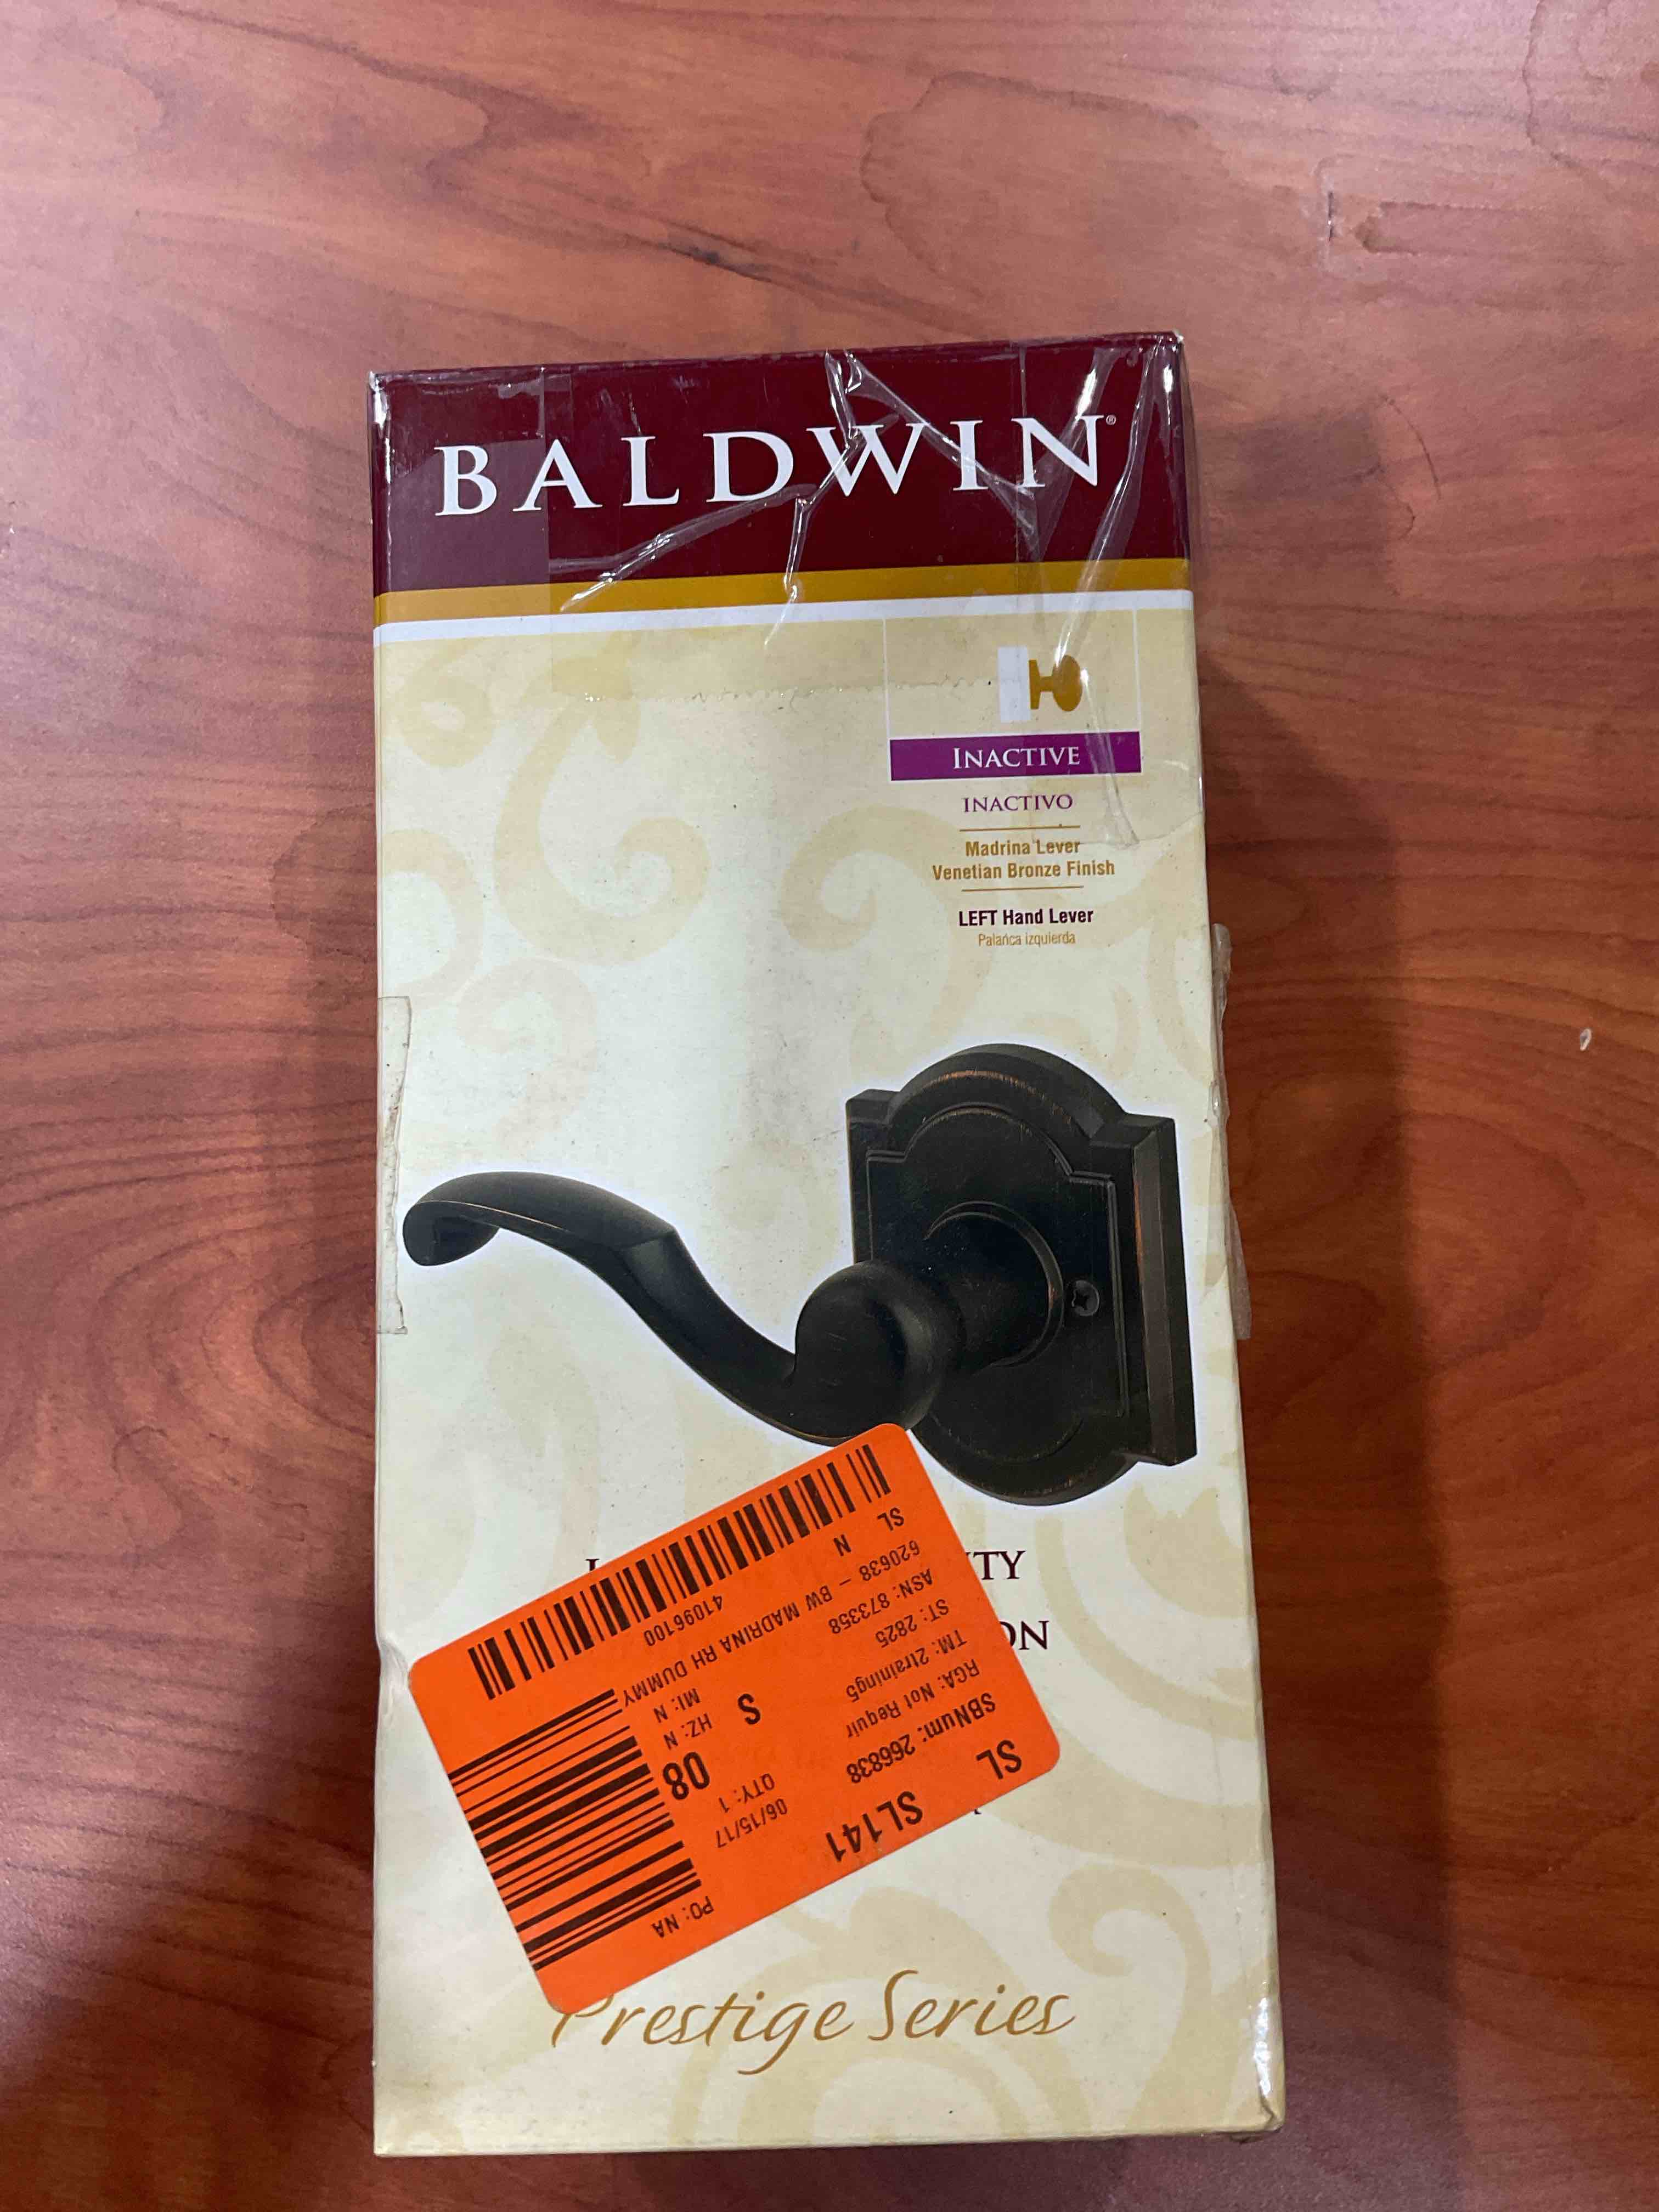 BALDWIN®
INACTIVE
INACTIVO
Madrina Lever
Venetian Bronze Finish
LEFT Hand Lever
Palanca izquierda
SL
N
620638 - BW MADRINA RH DUMMY
41096100
ASN: 873358
ST: 2825
TM: 2training5
RGA: Not Requir
SBNum: 266838
SL
HZ: N
MI: N
S
08
QTY: 1
06/15/17
SL141
PO: NA
Prestige Series